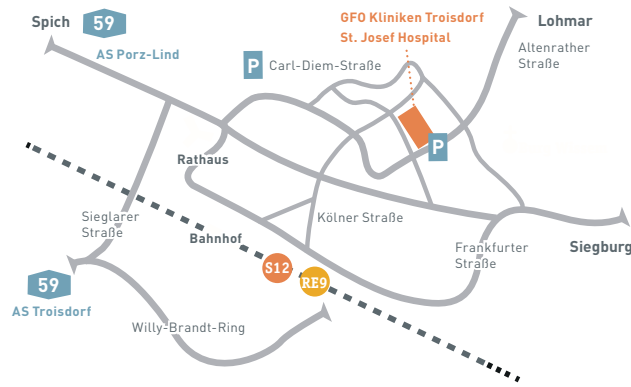 Spich
59
AS Porz-Lind
GFO Kliniken Troisdorf
St. Josef Hospital
Lohmar
Altenrather
Straße
P
Carl-Diem-Straße
P
Rathaus
Sieglarer
Straße
Kölner Straße
Bahnhof
Frankfurter
Straße
Siegburg
S12
RE9
59
AS Troisdorf
Willy-Brandt-Ring